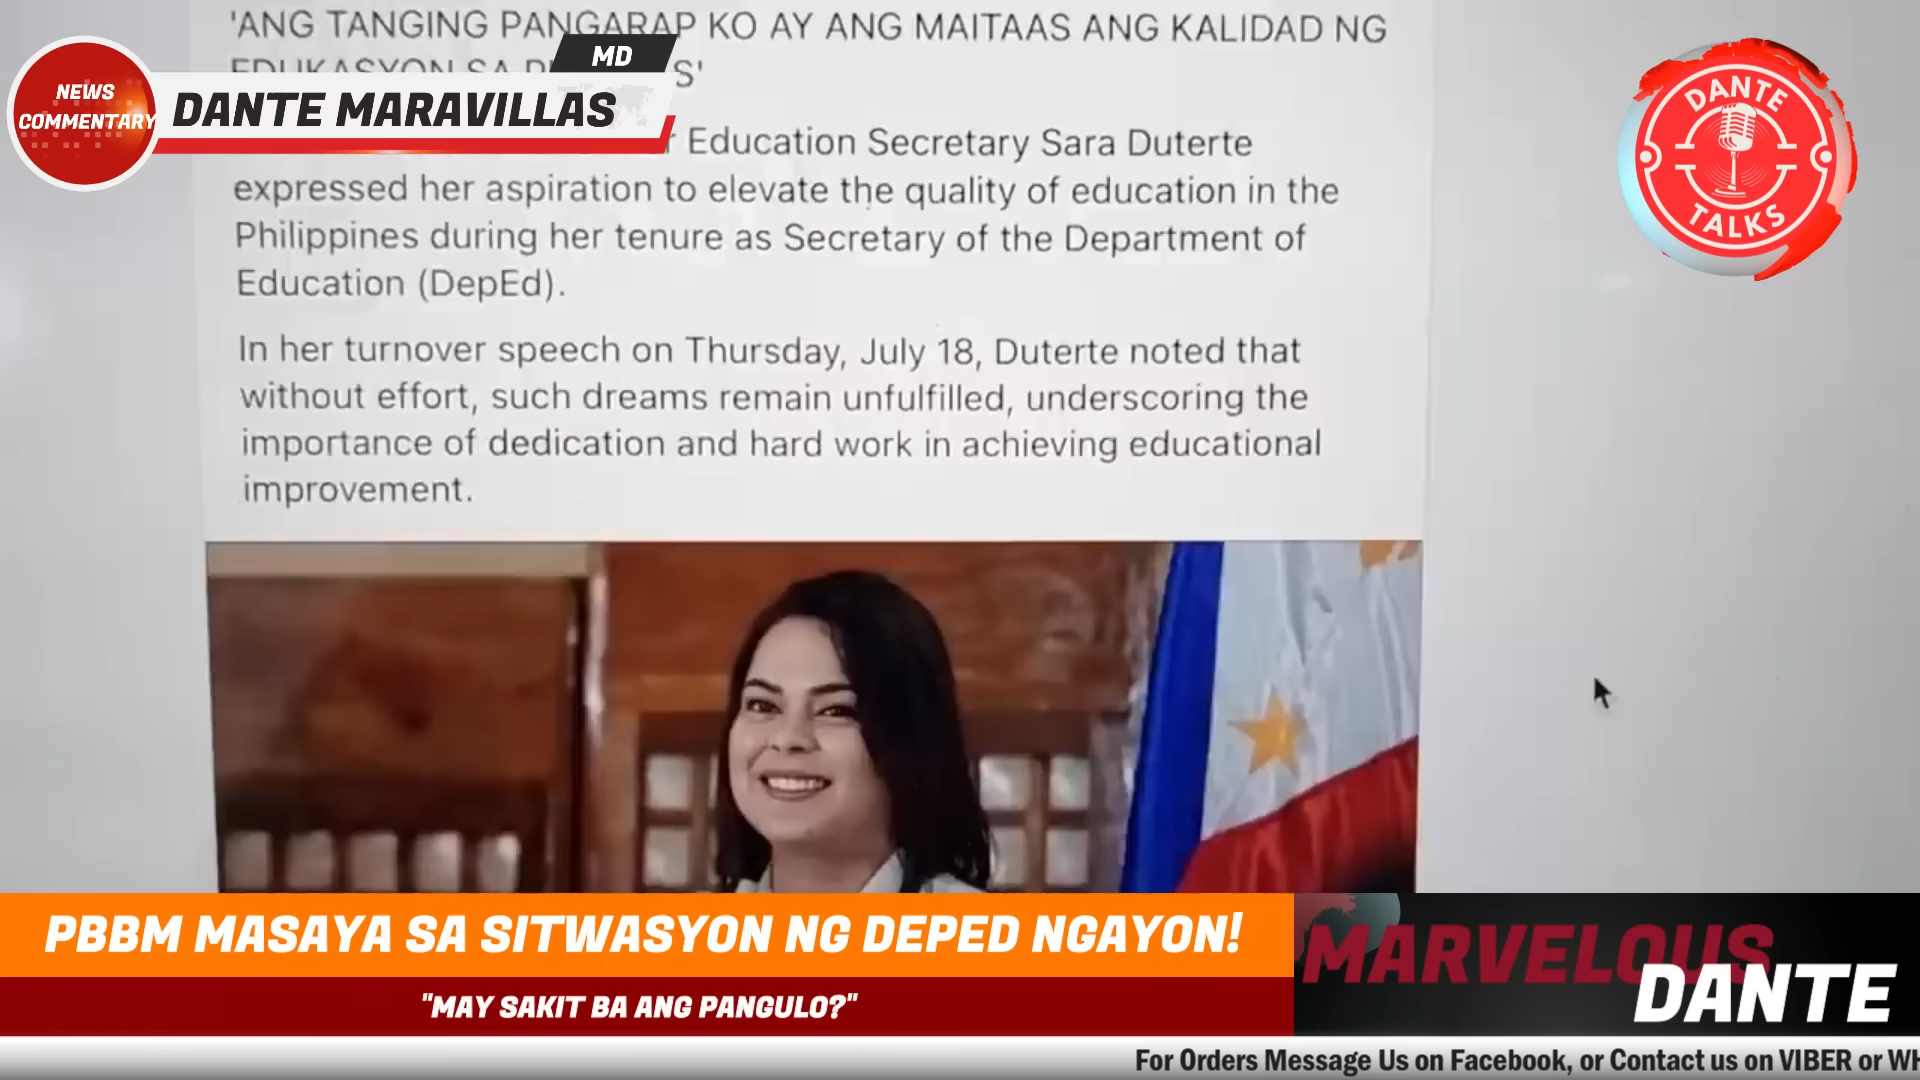 'ANG TANGING PANGARAP KO AY ANG MAITAAS ANG KALIDAD NG
EDUKASYON SA S'
MD
NEWS
COMMENTARY
DANTE MARAVILLAS
DANTE
TALKS
Education Secretary Sara Duterte
expressed her aspiration to elevate the quality of education in the
Philippines during her tenure as Secretary of the Department of
Education (DepEd).
In her turnover speech on Thursday, July 18, Duterte noted that
without effort, such dreams remain unfulfilled, underscoring the
importance of dedication and hard work in achieving educational
improvement.
PBBM MASAYA SA SITWASYON NG DEPED NGAYON!
"MAY SAKIT BA ANG PANGULO?"
MARVELOUS
DANTE
For Orders Message Us on Facebook, or Contact us on VIBER or WH